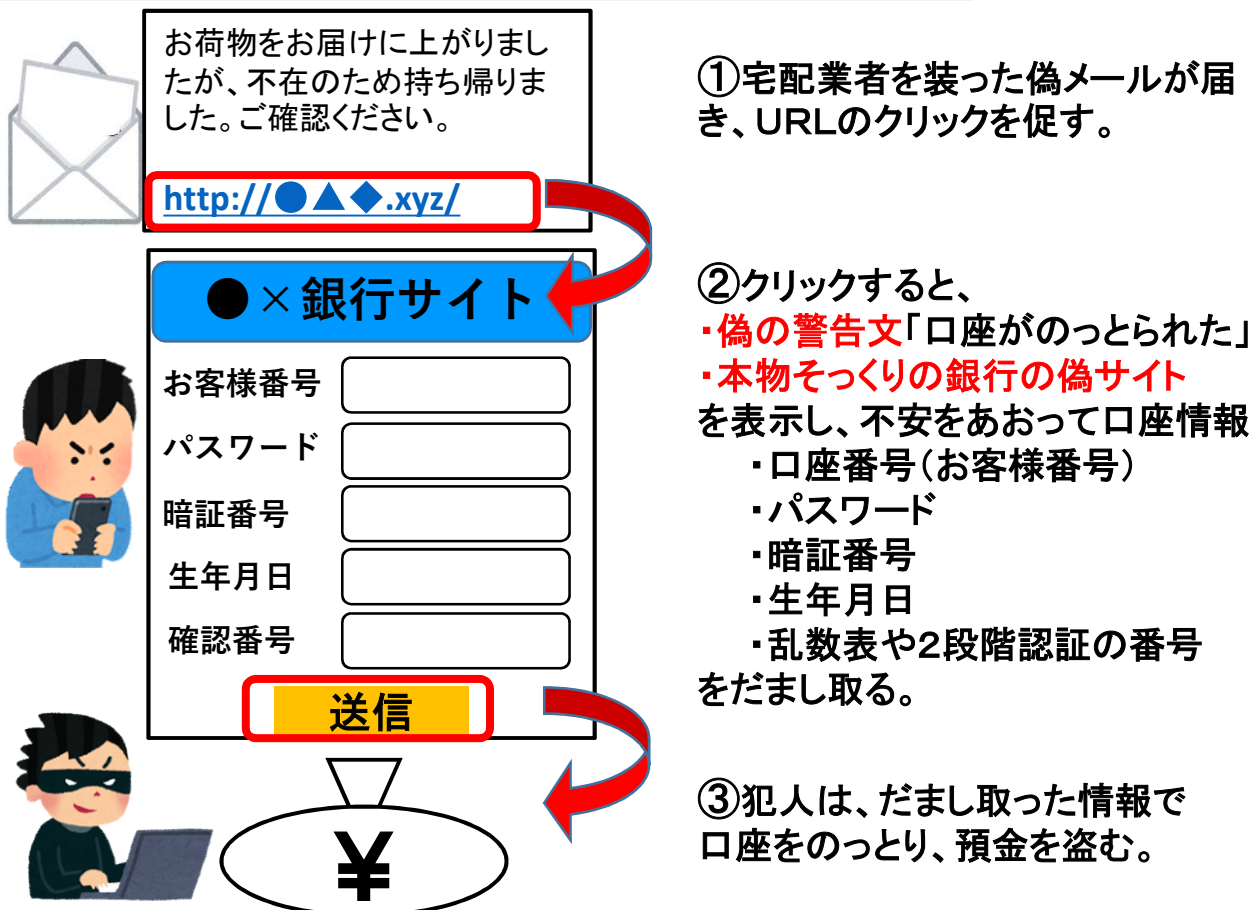 お荷物をお届けに上がりまし
たが、不在のため持ち帰りま
した。ご確認ください。
http://●▲◆.xyz/
①宅配業者を装った偽メールが届
き、URLのクリックを促す。
●×銀行サイト
お客様番号
パスワード
暗証番号
生年月日
確認番号
送信
②クリックすると、
・偽の警告文「口座がのっとられた」
・本物そっくりの銀行の偽サイト
を表示し、不安をあおって口座情報
・口座番号(お客様番号)
・パスワード
・暗証番号
・生年月日
・乱数表や2段階認証の番号
をだまし取る。
¥
③犯人は、だまし取った情報で
口座をのっとり、預金を盗む。